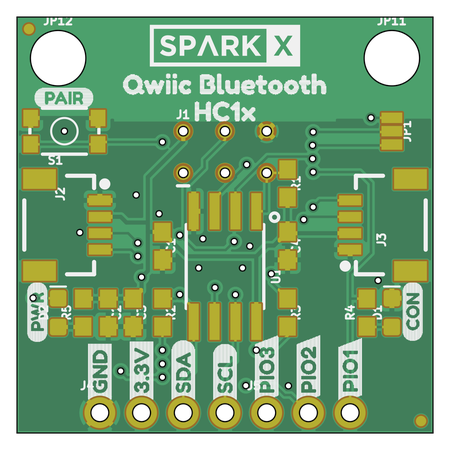 JP12
JP11
SPARK X
Qwiic Bluetooth
HC1x
PAIR
J1
JP1
S1
J2
J3
PWR
R4
D1
CON
GND
3.3V
SDA
SCL
PIO3
PIO2
PIO1